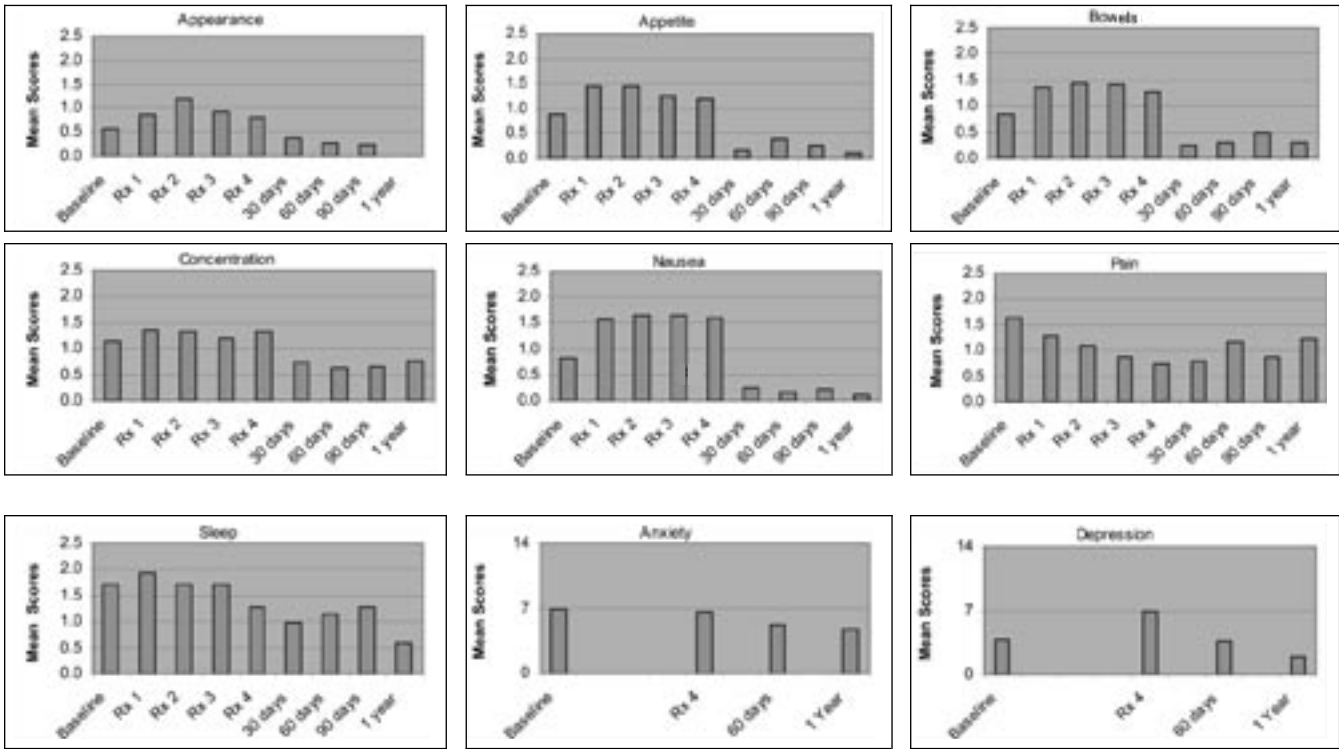 Appearance
Mean Scores
2.5
2.0
1.5
1.0
0.5
0.0
Baseline Rx 1 Rx 2 Rx 3 Rx 4 30 days 60 days 90 days 1 year
Appetite
Mean Scores
2.5
2.0
1.5
1.0
0.5
0.0
Baseline Rx 1 Rx 2 Rx 3 Rx 4 30 days 60 days 90 days 1 year
Bowels
Mean Scores
2.5
2.0
1.5
1.0
0.5
0.0
Baseline Rx 1 Rx 2 Rx 3 Rx 4 30 days 60 days 90 days 1 year
Concentration
Mean Scores
2.5
2.0
1.5
1.0
0.5
0.0
Baseline Rx 1 Rx 2 Rx 3 Rx 4 30 days 60 days 90 days 1 year
Nausea
Mean Scores
2.5
2.0
1.5
1.0
0.5
0.0
Baseline Rx 1 Rx 2 Rx 3 Rx 4 30 days 60 days 90 days 1 year
Pain
Mean Scores
2.5
2.0
1.5
1.0
0.5
0.0
Baseline Rx 1 Rx 2 Rx 3 Rx 4 30 days 60 days 90 days 1 year
Sleep
Mean Scores
2.5
2.0
1.5
1.0
0.5
0.0
Baseline Rx 1 Rx 2 Rx 3 Rx 4 30 days 60 days 90 days 1 year
Anxiety
Mean Scores
14
7
0
Baseline Rx 4 60 days 1 Year
Depression
Mean Scores
14
7
0
Baseline Rx 4 60 days 1 Year